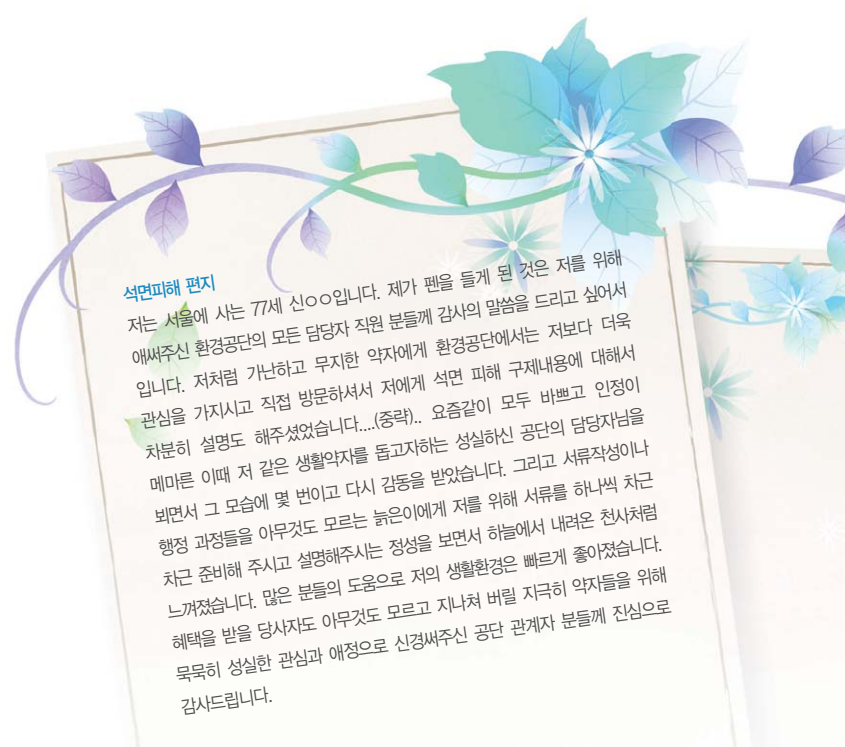 석면피해 편지
저는 서울에 사는 77세 신ㅇㅇ입니다. 제가 펜을 들게 된 것은 저를 위해
애써주신 환경공단의 모든 담당자 직원 분들께 감사의 말씀을 드리고 싶어서
입니다. 저처럼 가난하고 무지한 약자에게 환경공단에서는 저보다 더욱
관심을 가지시고 직접 방문하셔서 저에게 석면 피해 구제내용에 대해서
차분히 설명도 해주셨었습니다....(중략).. 요즘같이 모두 바쁘고 인정이
메마른 이때 저 같은 생활약자를 돕고자하는 성실하신 공단의 담당자님을
뵈면서 그 모습에 몇 번이고 다시 감동을 받았습니다. 그리고 서류작성이나
행정 과정들을 아무것도 모르는 늙은이에게 저를 위해 서류를 하나씩 차근
차근 준비해 주시고 설명해주시는 정성을 보면서 하늘에서 내려온 천사처럼
느껴졌습니다. 많은 분들의 도움으로 저의 생활환경은 빠르게 좋아졌습니다.
혜택을 받을 당사자도 아무것도 모르고 지나쳐 버릴 지극히 약자들을 위해
묵묵히 성실한 관심과 애정으로 신경써주신 공단 관계자 분들께 진심으로
감사드립니다.